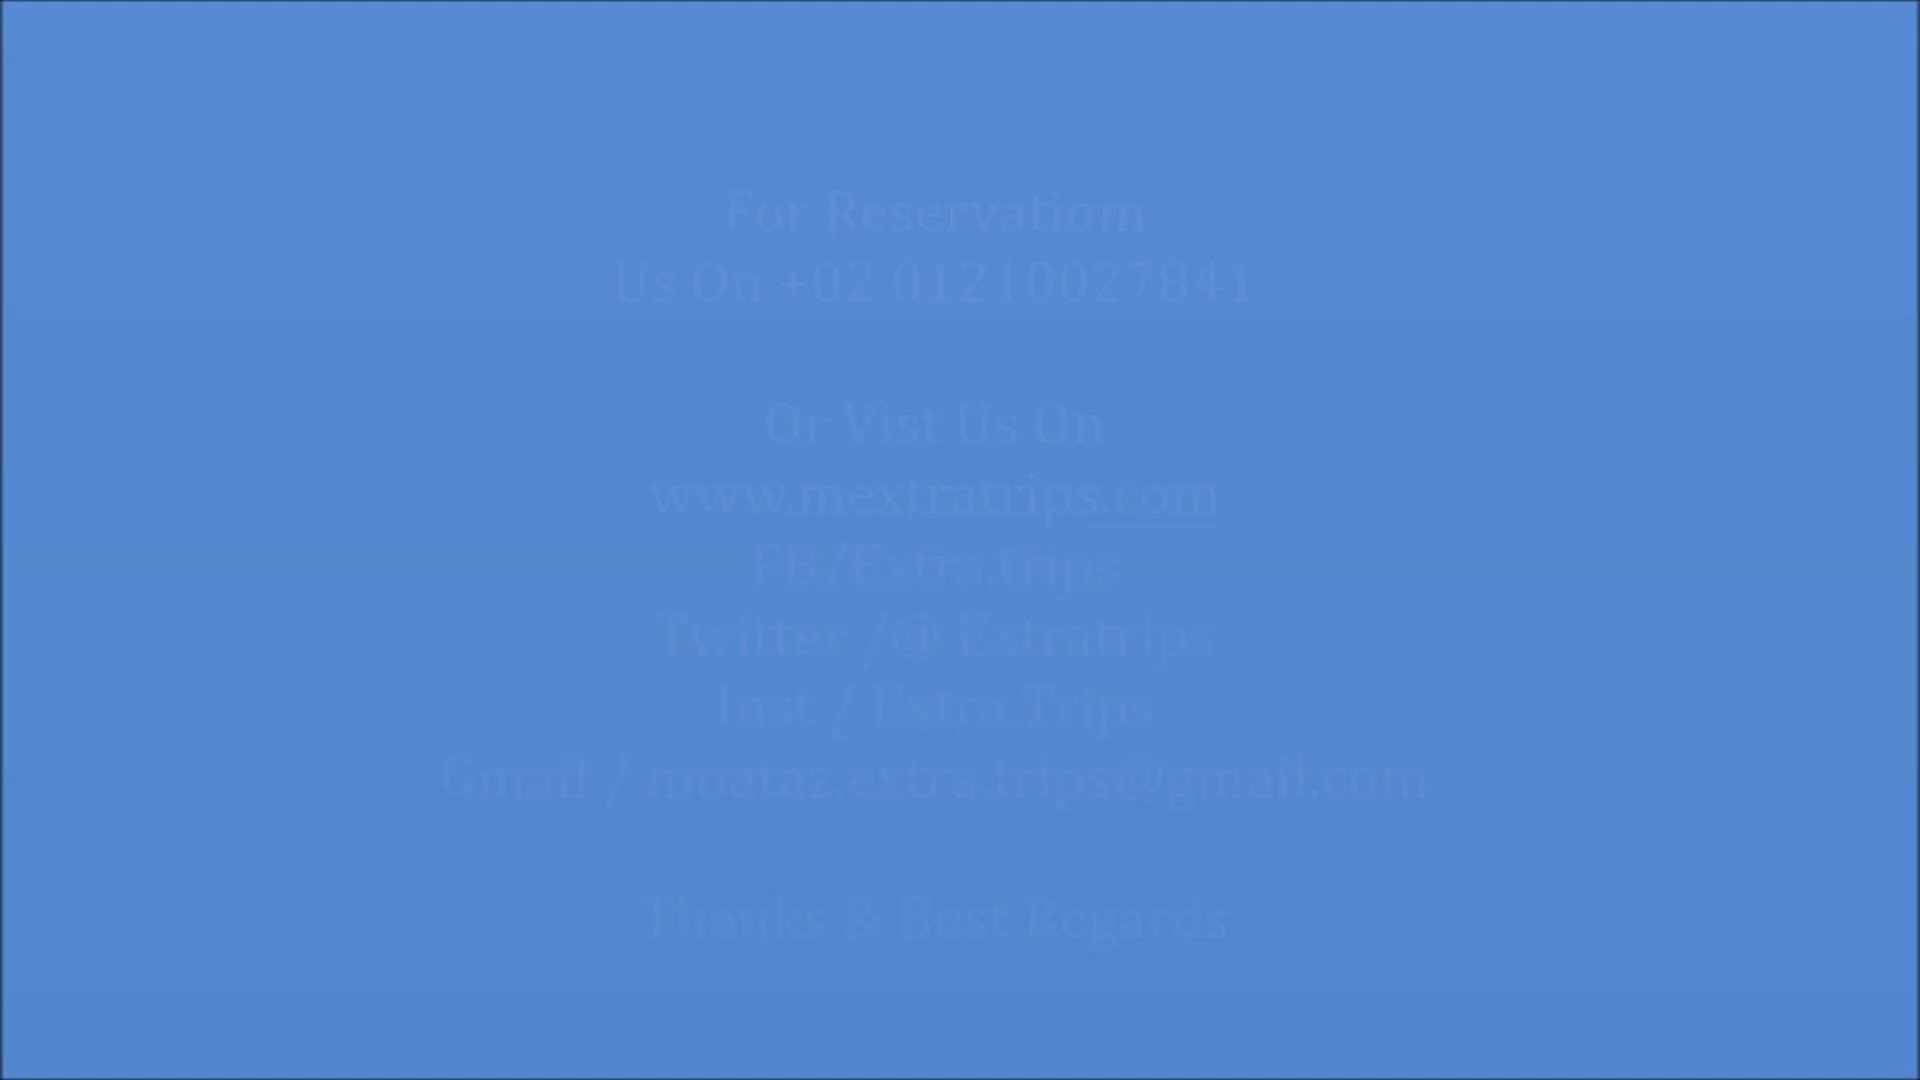 For Reservatiom
Us On +02 01210027841
Or Vist Us On
www.mextratrips.com
FB/Extra.trips
Twitter /@ Extratrips
Inst / Extra.Trips
Gmail / moataz.extra.trips@gmail.com
Thanks & Best Regards